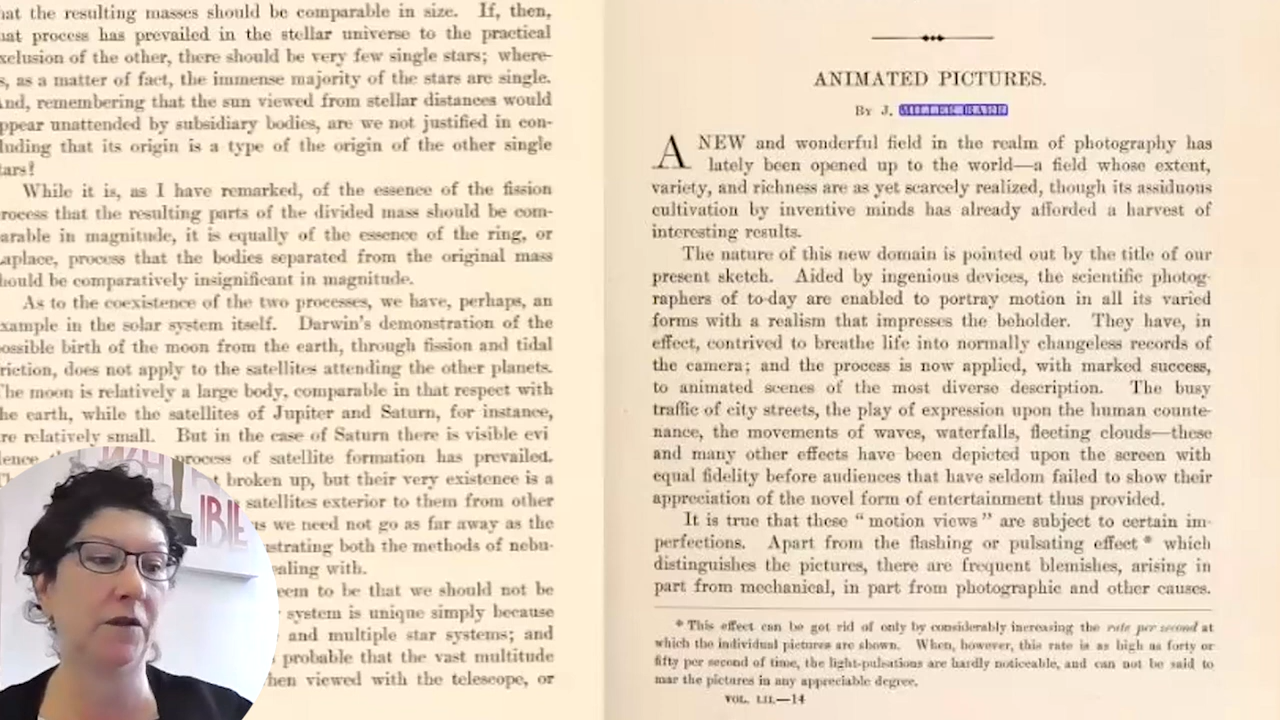 hat the resulting masses should be comparable in size. If, then,
hat process has prevailed in the stellar universe to the practical
xclusion of the other, there should be very few single stars; where-
s, as a matter of fact, the immense majority of the stars are single.
And, remembering that the sun viewed from stellar distances would
ppear unattended by subsidiary bodies, are we not justified in con-
luding that its origin is a type of the origin of the other single
tars?
While it is, as I have remarked, of the essence of the fission
rocess that the resulting parts of the divided mass should be com-
arable in magnitude, it is equally of the essence of the ring, or
Laplace, process that the bodies separated from the original mass
hould be comparatively insignificant in magnitude.
As to the coexistence of the two processes, we have, perhaps, an
xample in the solar system itself. Darwin's demonstration of the
ossible birth of the moon from the earth, through fission and tidal
riction, does not apply to the satellites attending the other planets.
The moon is relatively a large body, comparable in that respect with
he earth, while the satellites of Jupiter and Saturn, for instance,
re relatively small. But in the case of Saturn there is visible evi
lence process of satellite formation has prevailed.
broken up, but their very existence is a
satellites exterior to them from other
us we need not go as far away as the
strating both the methods of nebu-
ealing with.
eem to be that we should not be
system is unique simply because
and multiple star systems; and
probable that the vast multitude
hen viewed with the telescope, or
ANIMATED PICTURES.
By J.
A NEW and wonderful field in the realm of photography has
lately been opened up to the world—a field whose extent,
variety, and richness are as yet scarcely realized, though its assiduous
cultivation by inventive minds has already afforded a harvest of
interesting results.
The nature of this new domain is pointed out by the title of our
present sketch. Aided by ingenious devices, the scientific photog-
raphers of to-day are enabled to portray motion in all its varied
forms with a realism that impresses the beholder. They have, in
effect, contrived to breathe life into normally changeless records of
the camera; and the process is now applied, with marked success,
to animated scenes of the most diverse description. The busy
traffic of city streets, the play of expression upon the human counte-
nance, the movements of waves, waterfalls, fleeting clouds—these
and many other effects have been depicted upon the screen with
equal fidelity before audiences that have seldom failed to show their
appreciation of the novel form of entertainment thus provided.
It is true that these "motion views" are subject to certain im-
perfections. Apart from the flashing or pulsating effect * which
distinguishes the pictures, there are frequent blemishes, arising in
part from mechanical, in part from photographic and other causes.
* This effect can be got rid of only by considerably increasing the rate per second at
which the individual pictures are shown. When, however, this rate is as high as forty or
fifty per second of time, the light-pulsations are hardly noticeable, and can not be said to
mar the pictures in any appreciable degree.
VOL. LII.—14